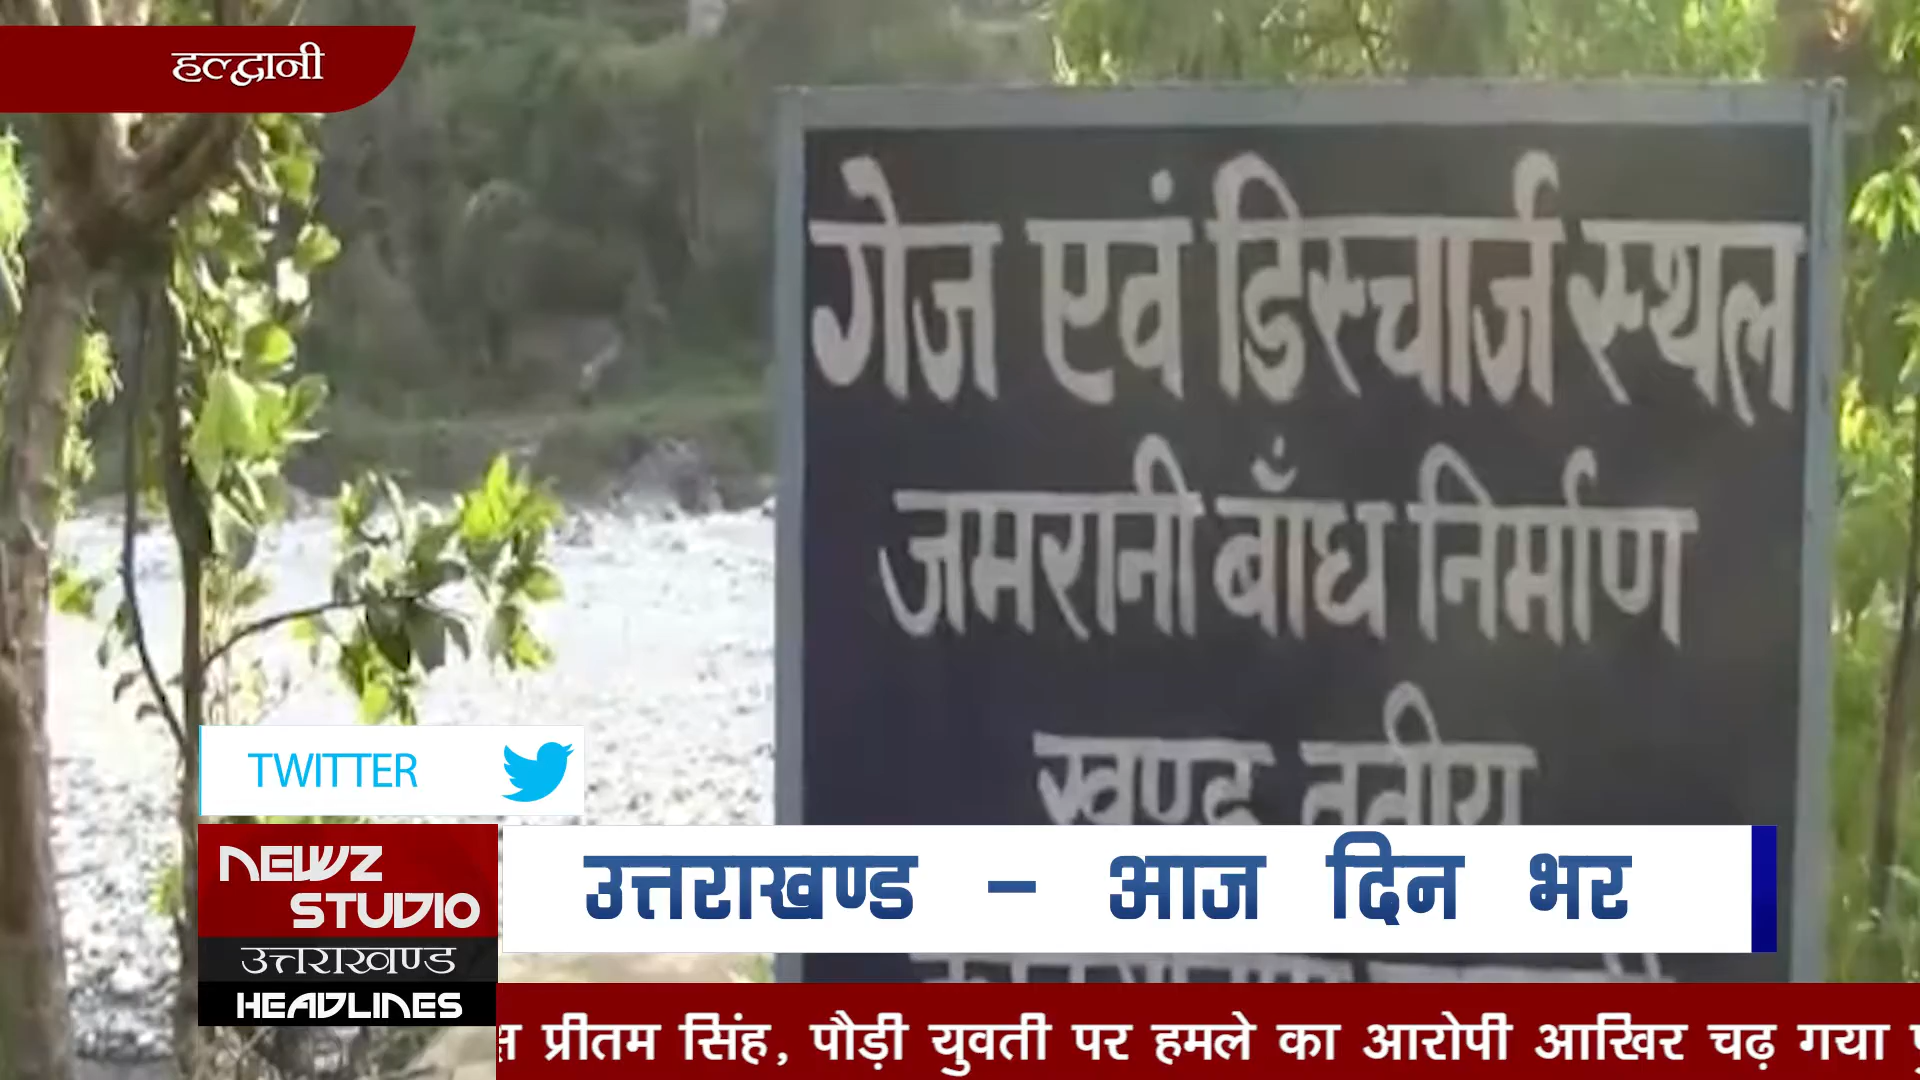 हल्द्वानी
गेज एवं डिस्चार्ज स्थल
जमरानी बाँध निर्माण
खण्ड तृतीय
TWITTER
NEWZ
STUDIO
उत्तराखण्ड - आज दिन भर
उत्तराखण्ड
HEADLINES
प्रीतम सिंह, पौड़ी युवती पर हमले का आरोपी आखिर चढ़ गया